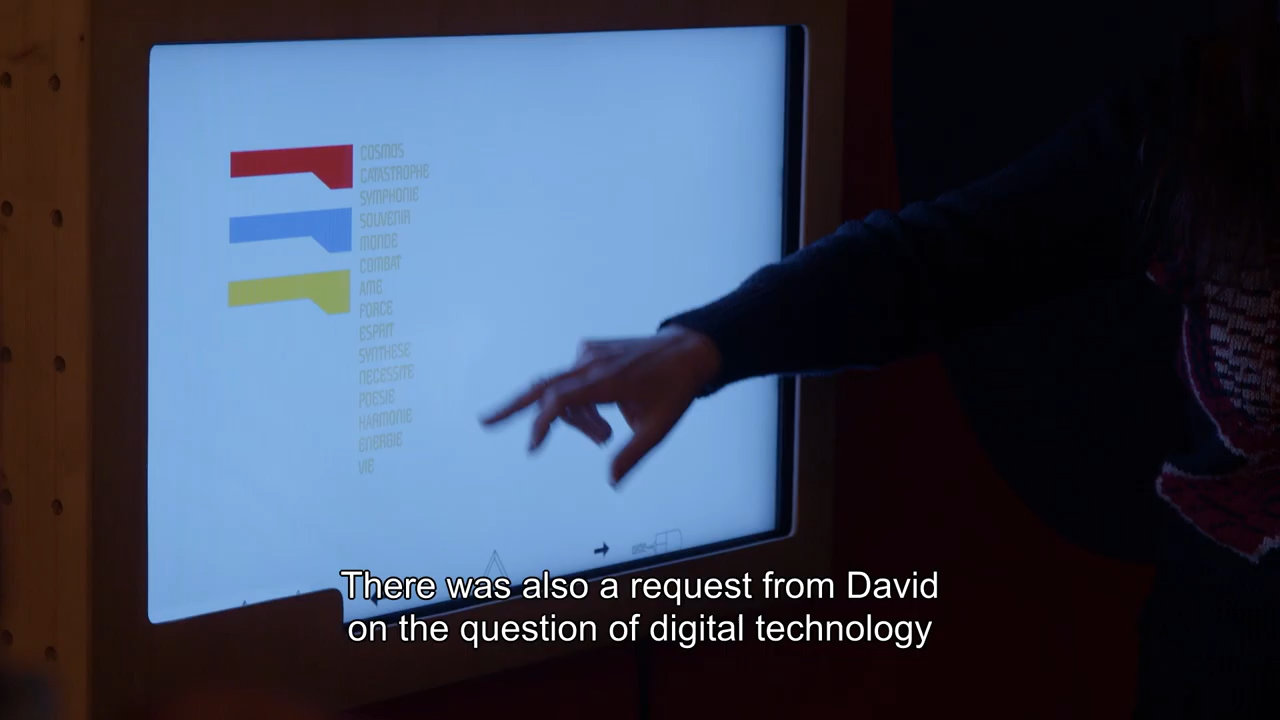 COSMOS
CATASTROPHE
SYMPHONIE
SOUVENIR
MONDE
COMBAT
AME
FORCE
ESPRIT
SYNTHESE
NECESSITE
POESIE
HARMONIE
ENERGIE
VIE
There was also a request from David
on the question of digital technology